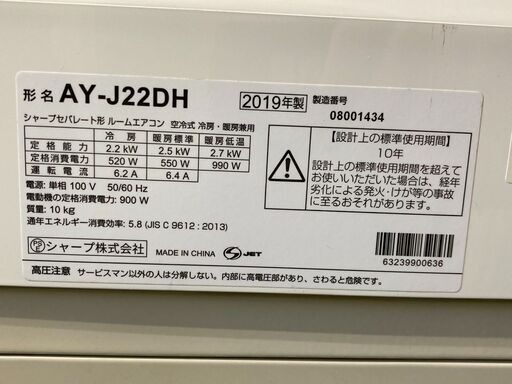 形名 AY-J22DH 2019年製 製造番号 08001434
シャープセパレート形 ルームエアコン 空冷式 冷房・暖房兼用
冷房 暖房標準 暖房低温
定格能力 2.2 kW 2.5 kW 2.7 kW
定格消費電力 520 W 550 W 990 W
運転電流 6.2 A 6.4 A
電源: 単相 100 V 50/60 Hz
電動機の定格消費電力: 900 W
質量: 10 kg
通年エネルギー消費効率: 5.8 (JIS C 9612 : 2013)
PSE シャープ株式会社 MADE IN CHINA S JET
【設計上の標準使用期間】
10年
設計上の標準使用期間を超えて
お使いいただいた場合は、経年
劣化による発火・けが等の事故
に至るおそれがあります。
63239900636
高圧注意 サービスマン以外の人は分解しない。内部に高電圧部があり、さわると危険です。